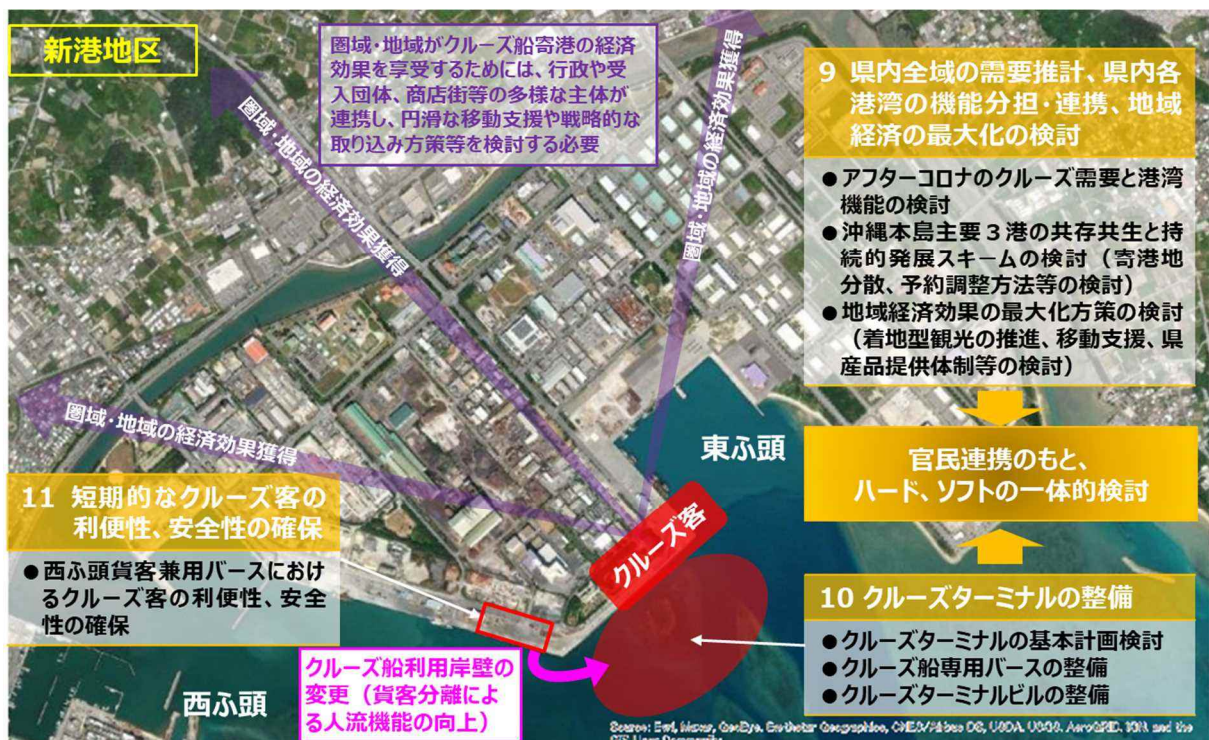 新港地区
圏域・地域がクルーズ船寄港の経済
効果を享受するためには、行政や受
入団体、商店街等の多様な主体が
連携し、円滑な移動支援や戦略的な
取り込み方策等を検討する必要
圏域・地域の経済効果獲得
圏域・地域の経済効果獲得
圏域・地域の経済効果獲得
9 県内全域の需要推計、県内各
港湾の機能分担・連携、地域
経済の最大化の検討
●アフターコロナのクルーズ需要と港湾
機能の検討
●沖縄本島主要3港の共存共生と持
続的発展スキームの検討（寄港地
分散、予約調整方法等の検討）
●地域経済効果の最大化方策の検討
（着地型観光の推進、移動支援、県
産品提供体制等の検討）
官民連携のもと、
ハード、ソフトの一体的検討
10 クルーズターミナルの整備
●クルーズターミナルの基本計画検討
●クルーズ船専用バースの整備
●クルーズターミナルビルの整備
東ふ頭
クルーズ客
11 短期的なクルーズ客の
利便性、安全性の確保
●西ふ頭貨客兼用バースにおけ
るクルーズ客の利便性、安全
性の確保
クルーズ船利用岸壁の
変更（貨客分離によ
る人流機能の向上）
西ふ頭
Source: Esri, Maxar, GeoEye, Earthstar Geographics, CNES/Airbus DS, USDA, USGS, AeroGRID, IGN, and the
GIS User Community